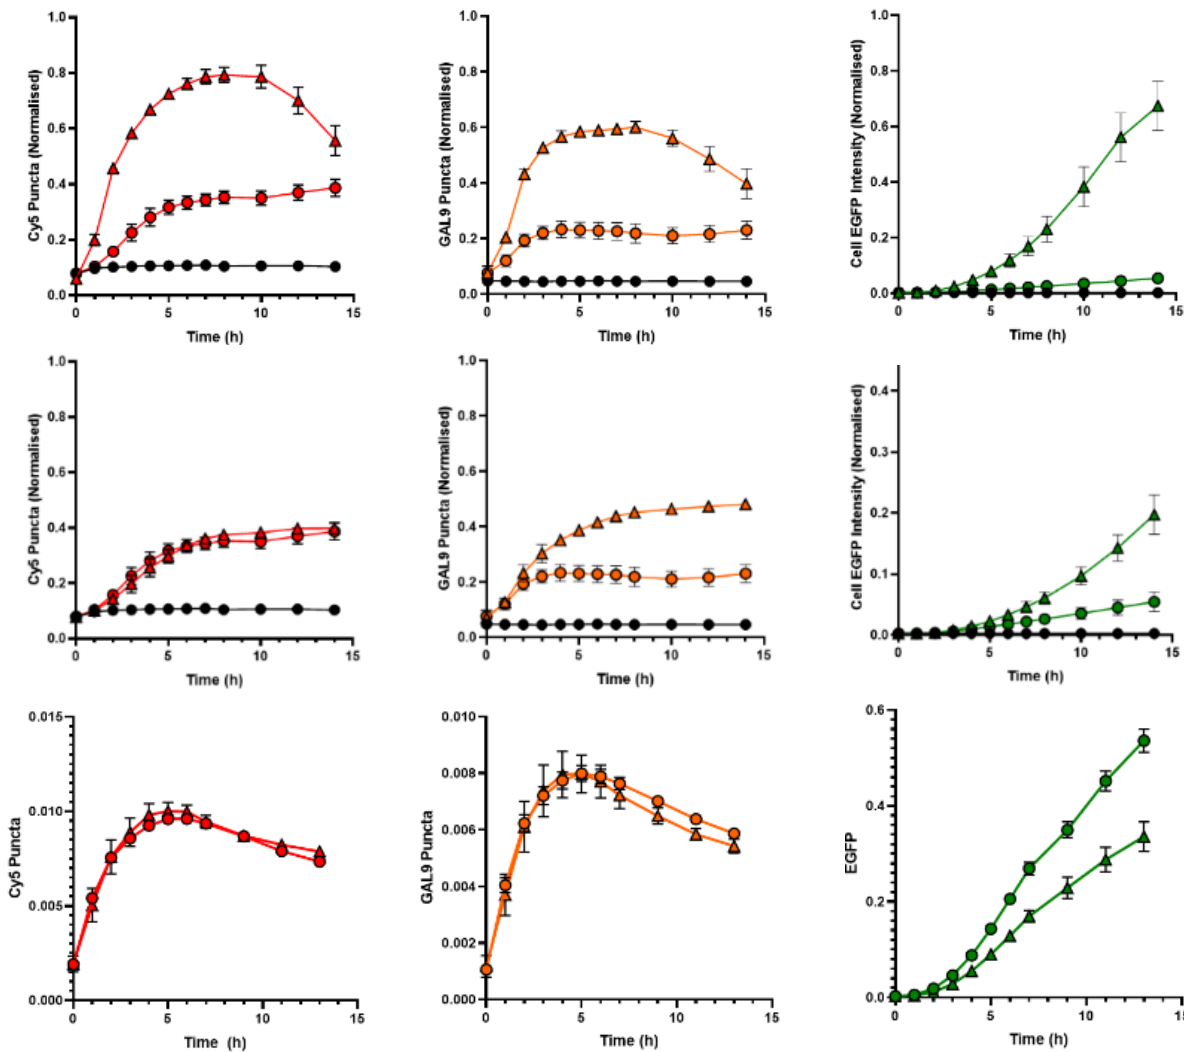 Cy5 Puncta (Normalised)
1.0
0.8
0.6
0.4
0.2
0.0
0 5 10 15
Time (h)
GAL9 Puncta (Normalised)
1.0
0.8
0.6
0.4
0.2
0.0
0 5 10 15
Time (h)
Cell EGFP Intensity (Normalised)
1.0
0.8
0.6
0.4
0.2
0.0
0 5 10 15
Time (h)
Cy5 Puncta (Normalised)
1.0
0.8
0.6
0.4
0.2
0.0
0 5 10 15
Time (h)
GAL9 Puncta (Normalised)
1.0
0.8
0.6
0.4
0.2
0.0
0 5 10 15
Time (h)
Cell EGFP Intensity (Normalised)
0.4
0.3
0.2
0.1
0.0
0 5 10 15
Time (h)
Cy5 Puncta
0.015
0.010
0.005
0.000
0 5 10 15
Time (h)
GAL9 Puncta
0.010
0.008
0.006
0.004
0.002
0.000
0 5 10 15
Time (h)
EGFP
0.6
0.4
0.2
0.0
0 5 10 15
Time (h)